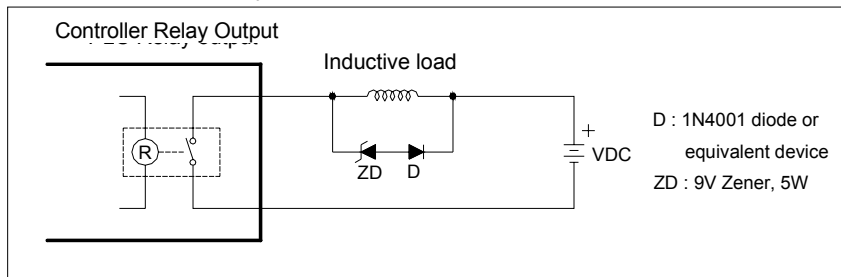 Controller Relay Output
Inductive load
R
ZD D
+
VDC
D : 1N4001 diode or
equivalent device
ZD : 9V Zener, 5W